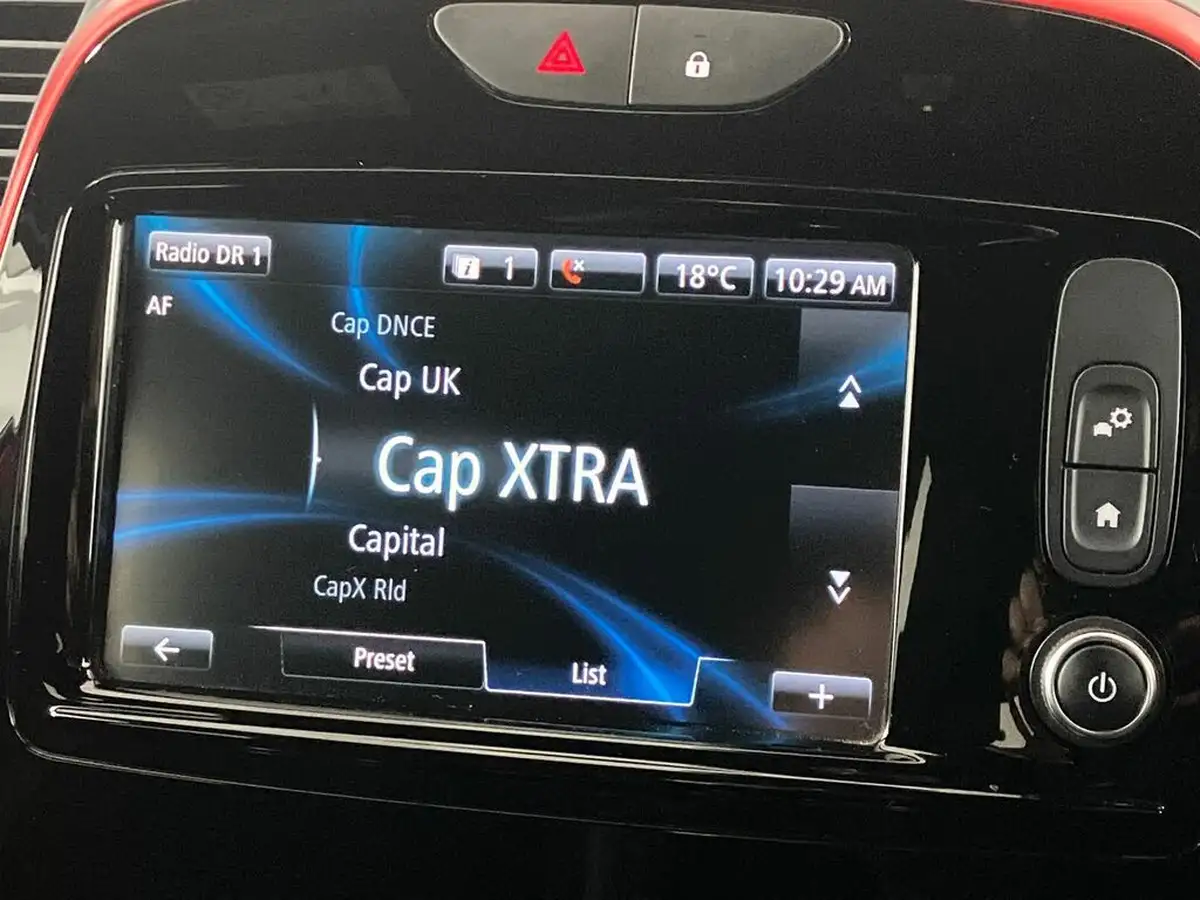 Radio DR 1
1
18°C
10:29 AM
AF
Cap DNCE
Cap UK
Cap XTRA
Capital
CapX Rld
Preset
List
+